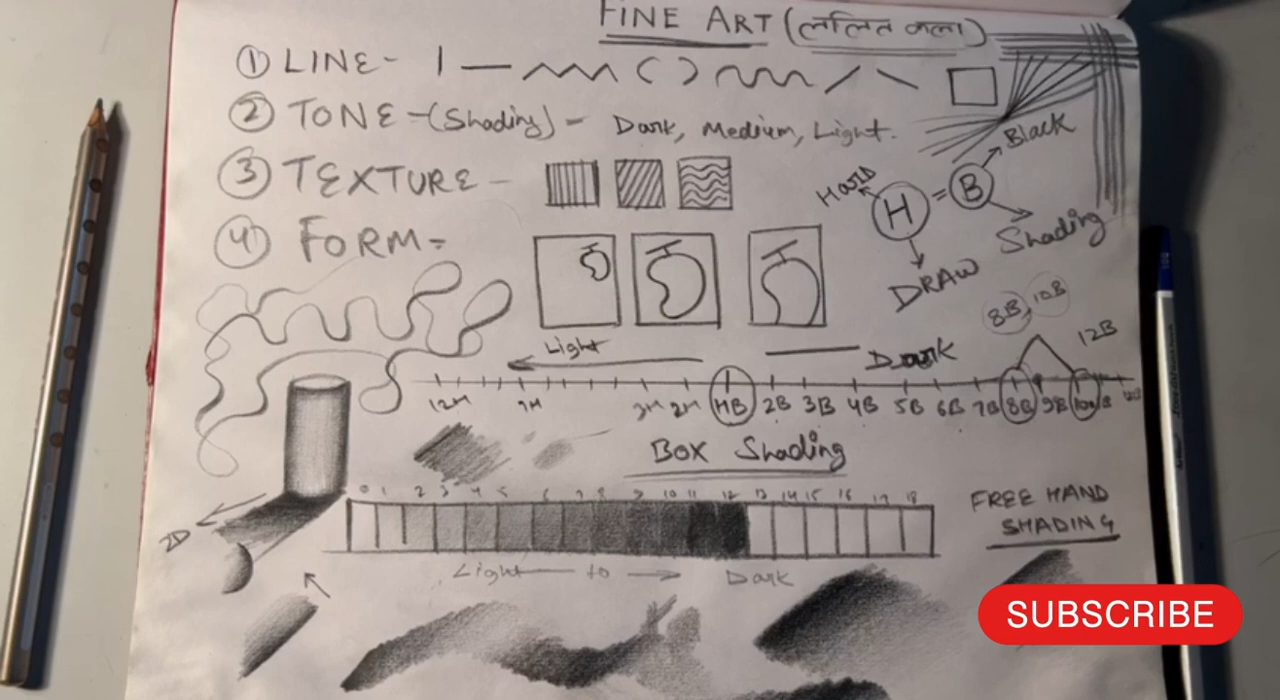 FINE ART (ललित कला)
① LINE -
② TONE - (Shading) - Dark, Medium, Light.
③ TEXTURE -
④ FORM -
Hard
H = B
Black
Shading
DRAW
8B, 10B
12B
Light
Dark
12H 9H 3H 2H HB 2B 3B 4B 5B 6B 7B 8B 9B 10B
Box Shading
0 1 2 3 4 5 6 7 8 9 10 11 12 13 14 15 16 17 18
Light to Dark
2D
FREE HAND
SHADING
SUBSCRIBE